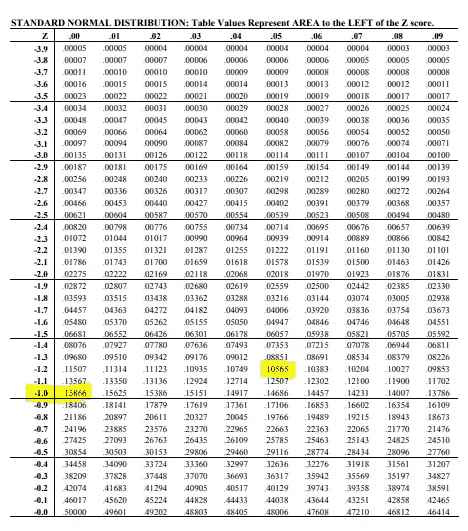 STANDARD NORMAL DISTRIBUTION: Table Values Represent AREA to the LEFT of the Z score.
Z .00 .01 .02 .03 .04 .05 .06 .07 .08 .09
-3.9 .00005 .00005 .00004 .00004 .00004 .00004 .00004 .00004 .00003 .00003
-3.8 .00007 .00007 .00007 .00006 .00006 .00006 .00006 .00005 .00005 .00005
-3.7 .00011 .00010 .00010 .00010 .00009 .00009 .00008 .00008 .00008 .00008
-3.6 .00016 .00015 .00015 .00014 .00014 .00013 .00013 .00012 .00012 .00011
-3.5 .00023 .00022 .00022 .00021 .00020 .00019 .00019 .00018 .00017 .00017
-3.4 .00034 .00032 .00031 .00030 .00029 .00028 .00027 .00026 .00025 .00024
-3.3 .00048 .00047 .00045 .00043 .00042 .00040 .00039 .00038 .00036 .00035
-3.2 .00069 .00066 .00064 .00062 .00060 .00058 .00056 .00054 .00052 .00050
-3.1 .00097 .00094 .00090 .00087 .00084 .00082 .00079 .00076 .00074 .00071
-3.0 .00135 .00131 .00126 .00122 .00118 .00114 .00111 .00107 .00104 .00100
-2.9 .00187 .00181 .00175 .00169 .00164 .00159 .00154 .00149 .00144 .00139
-2.8 .00256 .00248 .00240 .00233 .00226 .00219 .00212 .00205 .00199 .00193
-2.7 .00347 .00336 .00326 .00317 .00307 .00298 .00289 .00280 .00272 .00264
-2.6 .00466 .00453 .00440 .00427 .00415 .00402 .00391 .00379 .00368 .00357
-2.5 .00621 .00604 .00587 .00570 .00554 .00539 .00523 .00508 .00494 .00480
-2.4 .00820 .00798 .00776 .00755 .00734 .00714 .00695 .00676 .00657 .00639
-2.3 .01072 .01044 .01017 .00990 .00964 .00939 .00914 .00889 .00866 .00842
-2.2 .01390 .01355 .01321 .01287 .01255 .01222 .01191 .01160 .01130 .01101
-2.1 .01786 .01743 .01700 .01659 .01618 .01578 .01539 .01500 .01463 .01426
-2.0 .02275 .02222 .02169 .02118 .02068 .02018 .01970 .01923 .01876 .01831
-1.9 .02872 .02807 .02743 .02680 .02619 .02559 .02500 .02442 .02385 .02330
-1.8 .03593 .03515 .03438 .03362 .03288 .03216 .03144 .03074 .03005 .02938
-1.7 .04457 .04363 .04272 .04182 .04093 .04006 .03920 .03836 .03754 .03673
-1.6 .05480 .05370 .05262 .05155 .05050 .04947 .04846 .04746 .04648 .04551
-1.5 .06681 .06552 .06426 .06301 .06178 .06057 .05938 .05821 .05705 .05592
-1.4 .08076 .07927 .07780 .07636 .07493 .07353 .07215 .07078 .06944 .06811
-1.3 .09680 .09510 .09342 .09176 .09012 .08851 .08691 .08534 .08379 .08226
-1.2 .11507 .11314 .11123 .10935 .10749 .10565 .10383 .10204 .10027 .09853
-1.1 .13567 .13350 .13136 .12924 .12714 .12507 .12302 .12100 .11900 .11702
-1.0 .15866 .15625 .15386 .15151 .14917 .14686 .14457 .14231 .14007 .13786
-0.9 .18406 .18141 .17879 .17619 .17361 .17106 .16853 .16602 .16354 .16109
-0.8 .21186 .20897 .20611 .20327 .20045 .19766 .19489 .19215 .18943 .18673
-0.7 .24196 .23885 .23576 .23270 .22965 .22663 .22363 .22065 .21770 .21476
-0.6 .27425 .27093 .26763 .26435 .26109 .25785 .25463 .25143 .24825 .24510
-0.5 .30854 .30503 .30153 .29806 .29460 .29116 .28774 .28434 .28096 .27760
-0.4 .34458 .34090 .33724 .33360 .32997 .32636 .32276 .31918 .31561 .31207
-0.3 .38209 .37828 .37448 .37070 .36693 .36317 .35942 .35569 .35197 .34827
-0.2 .42074 .41683 .41294 .40905 .40517 .40129 .39743 .39358 .38974 .38591
-0.1 .46017 .45620 .45224 .44828 .44433 .44038 .43644 .43251 .42858 .42465
-0.0 .50000 .49601 .49202 .48803 .48405 .48006 .47608 .47210 .46812 .46414